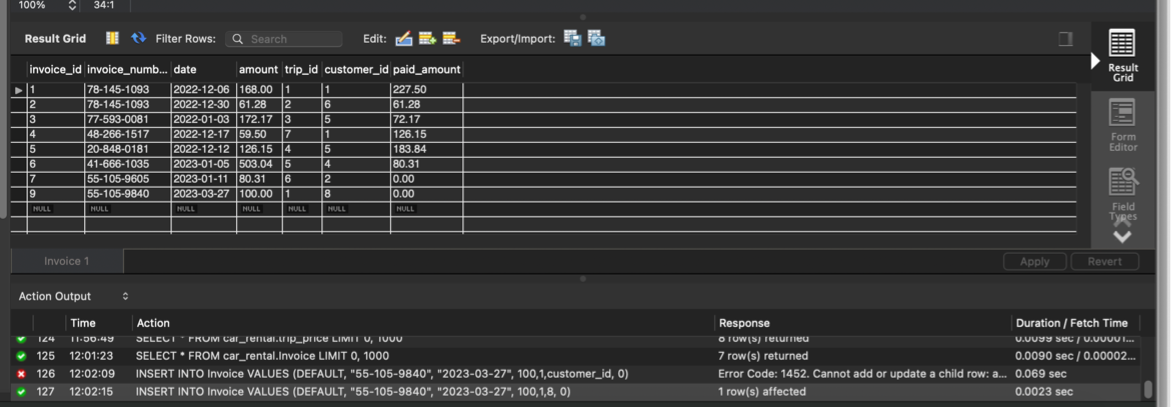 100% 34:1
Result Grid Filter Rows: Search Edit: Export/Import:
invoice_id invoice_numb... date amount trip_id customer_id paid_amount
1 78-145-1093 2022-12-06 168.00 1 1 227.50
2 78-145-1093 2022-12-30 61.28 2 6 61.28
3 77-593-0081 2022-01-03 172.17 3 5 72.17
4 48-266-1517 2022-12-17 59.50 7 1 126.15
5 20-848-0181 2022-12-12 126.15 4 5 183.84
6 41-666-1035 2023-01-05 503.04 5 4 80.31
7 55-105-9605 2023-01-11 80.31 6 2 0.00
9 55-105-9840 2023-03-27 100.00 1 8 0.00
NULL NULL NULL NULL NULL NULL NULL
Result
Grid
Form
Editor
Field
Types
Invoice 1 Apply Revert
Action Output
Time Action Response Duration / Fetch Time
124 11:56:49 SELECT * FROM car_rental.trip_price LIMIT 0, 1000 8 row(s) returned 0.0099 sec / 0.00001...
125 12:01:23 SELECT * FROM car_rental.Invoice LIMIT 0, 1000 7 row(s) returned 0.0090 sec / 0.00002...
126 12:02:09 INSERT INTO Invoice VALUES (DEFAULT, "55-105-9840", "2023-03-27", 100,1,customer_id, 0) Error Code: 1452. Cannot add or update a child row: a... 0.069 sec
127 12:02:15 INSERT INTO Invoice VALUES (DEFAULT, "55-105-9840", "2023-03-27", 100,1,8, 0) 1 row(s) affected 0.0023 sec